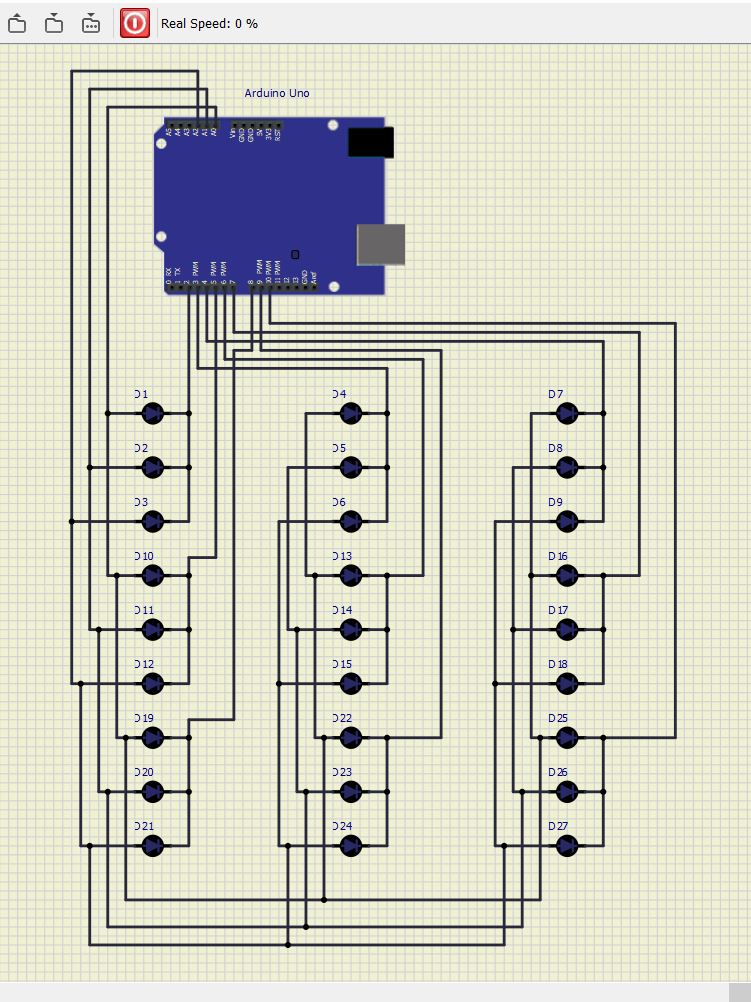 Real Speed: 0 %
Arduino Uno
A5 A4 A3 A2 A1 A0 Vin GND GND 5V 3V3 RST
0 RX 1 TX 2 3 PWM 4 5 PWM 6 PWM 7 8 9 PWM 10 PWM 11 PWM 12 13 GND Aref
D1 D4 D7
D2 D5 D8
D3 D6 D9
D10 D13 D16
D11 D14 D17
D12 D15 D18
D19 D22 D25
D20 D23 D26
D21 D24 D27